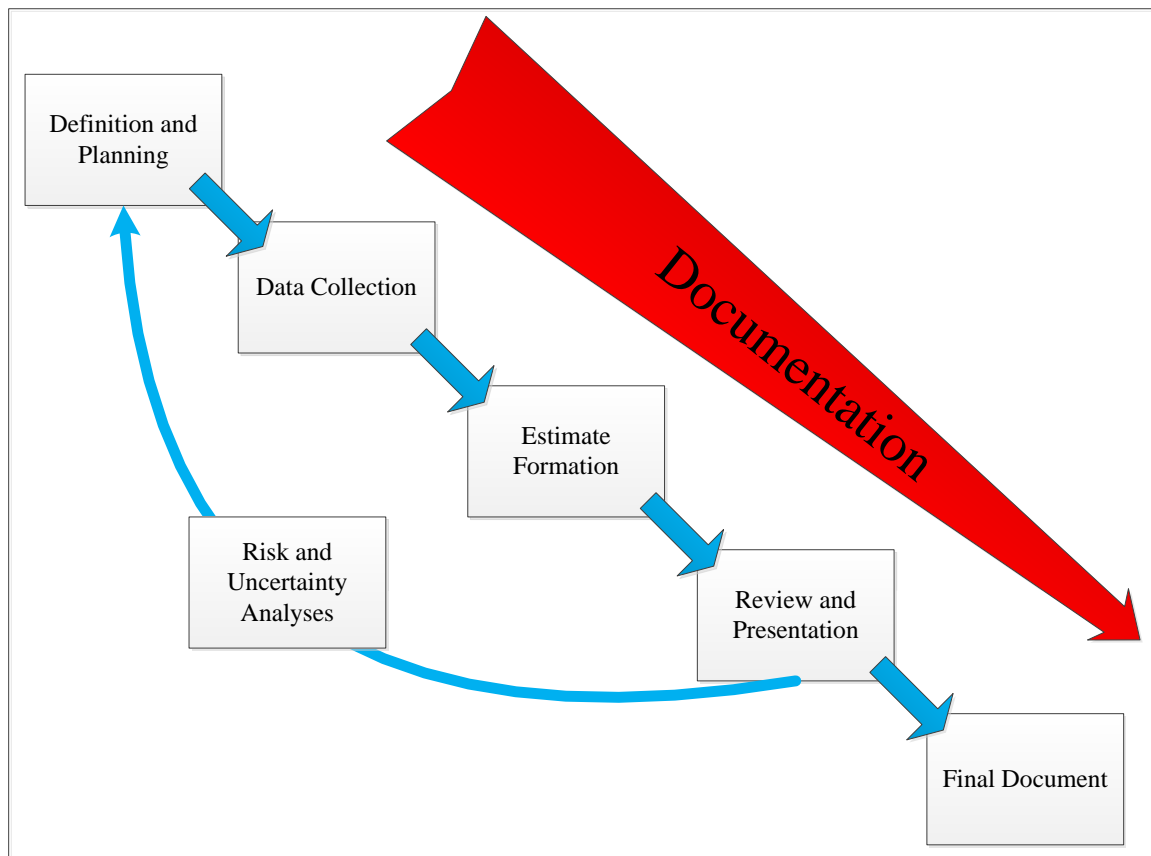 Definition and
Planning
Data Collection
Documentation
Estimate
Formation
Risk and
Uncertainty
Analyses
Review and
Presentation
Final Document